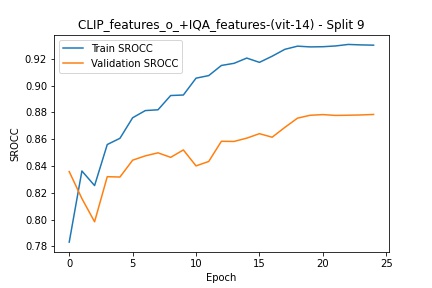 CLIP_features_o_+IQA_features-(vit-14) - Split 9
Train SROCC
Validation SROCC
SROCC
0.92
0.90
0.88
0.86
0.84
0.82
0.80
0.78
0 5 10 15 20 25
Epoch